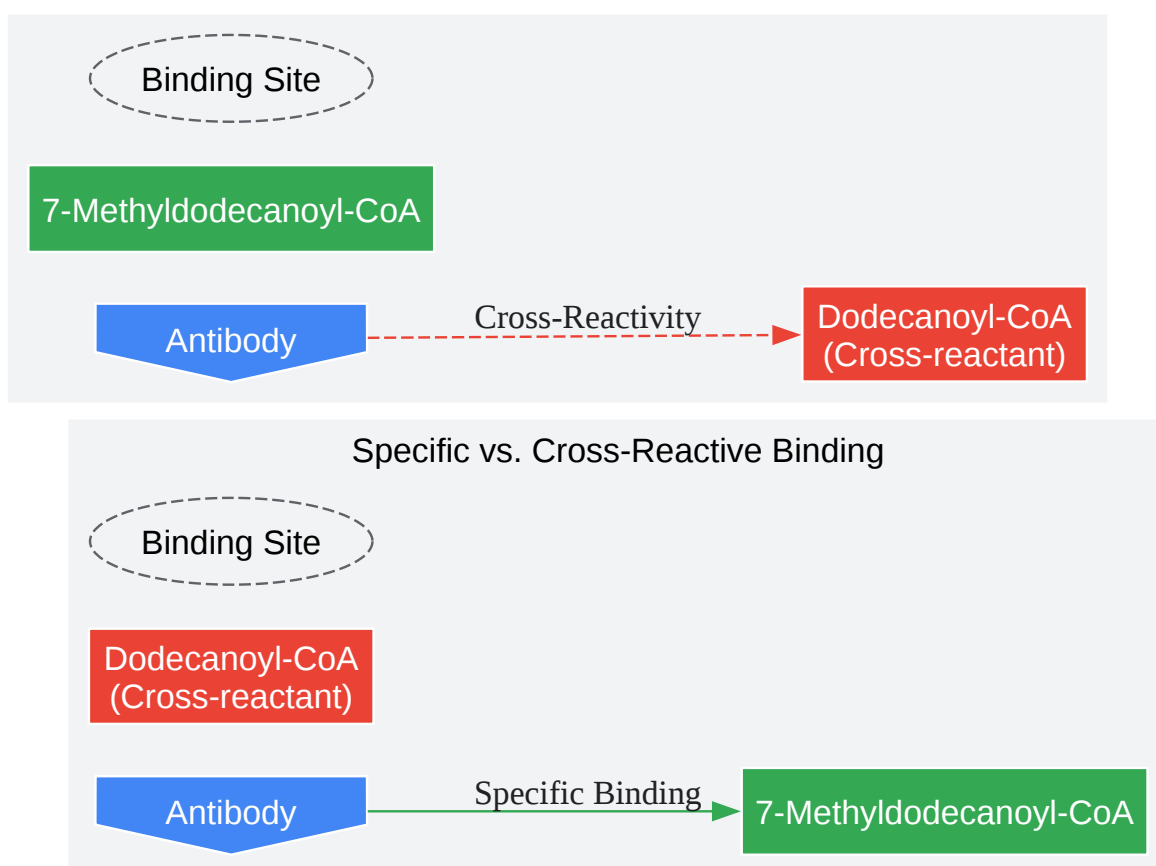 Binding Site
7-Methyldodecanoyl-CoA
Antibody
Cross-Reactivity
Dodecanoyl-CoA
(Cross-reactant)
Specific vs. Cross-Reactive Binding
Binding Site
Dodecanoyl-CoA
(Cross-reactant)
Antibody
Specific Binding
7-Methyldodecanoyl-CoA